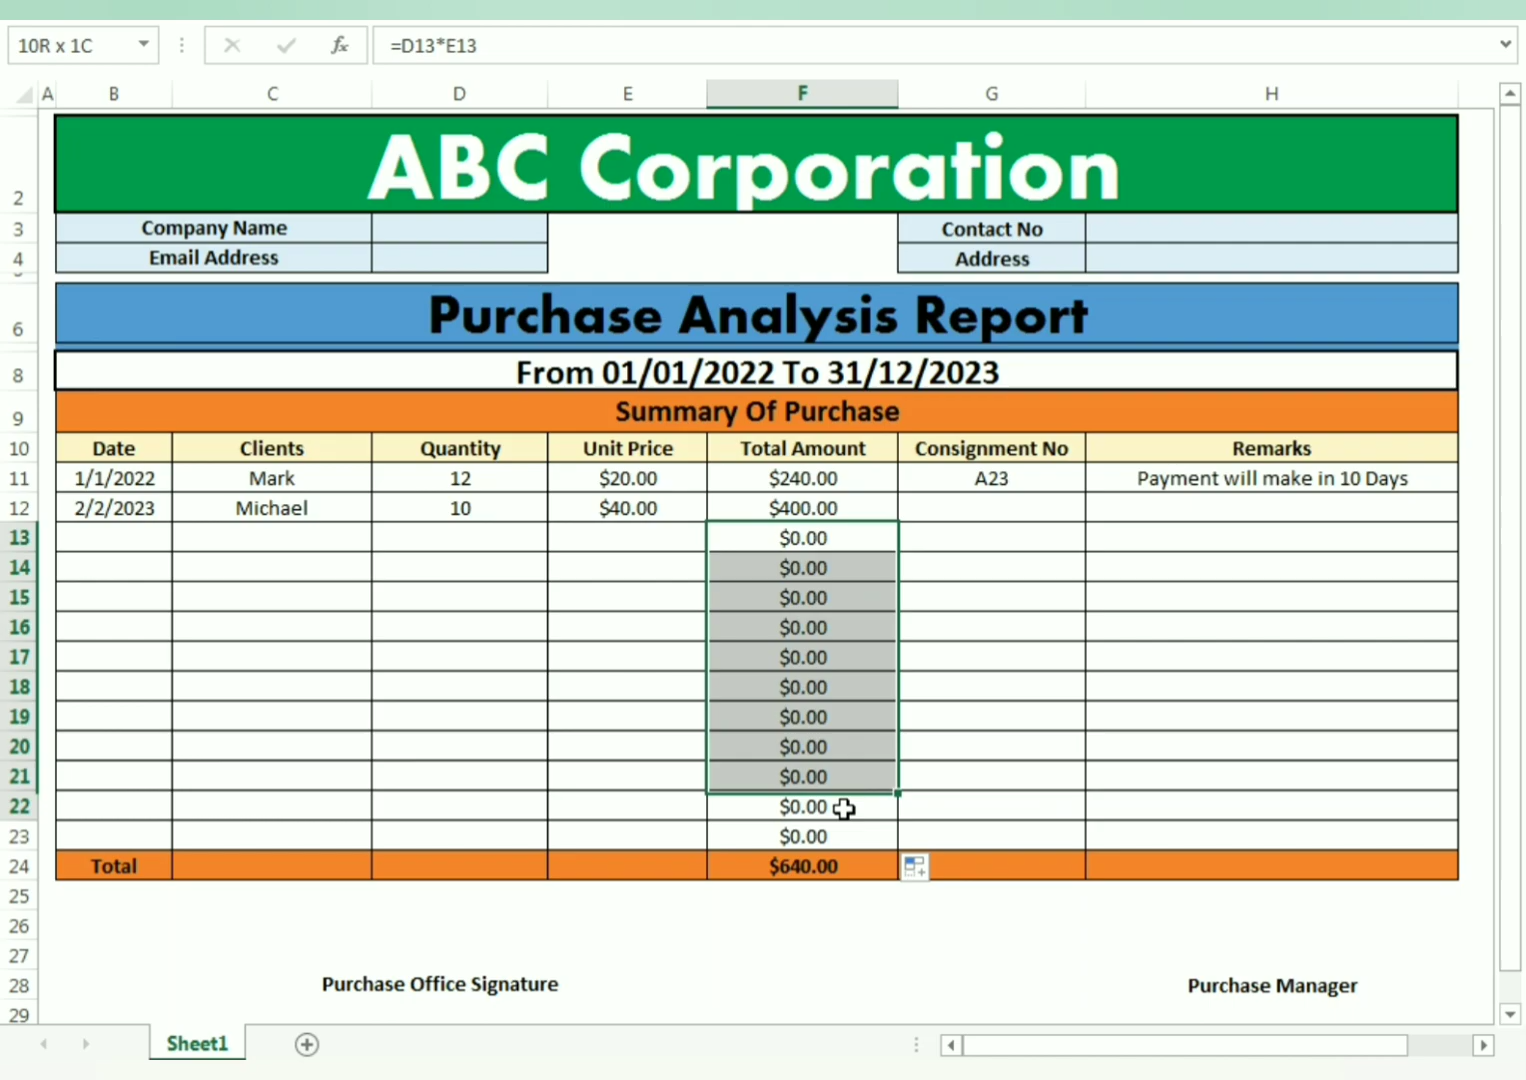 10R x 1C fx =D13*E13
A B C D E F G H
ABC Corporation
2
3 Company Name Contact No
4 Email Address Address
6 Purchase Analysis Report
8 From 01/01/2022 To 31/12/2023
9 Summary Of Purchase
10 Date Clients Quantity Unit Price Total Amount Consignment No Remarks
11 1/1/2022 Mark 12 $20.00 $240.00 A23 Payment will make in 10 Days
12 2/2/2023 Michael 10 $40.00 $400.00
13 $0.00
14 $0.00
15 $0.00
16 $0.00
17 $0.00
18 $0.00
19 $0.00
20 $0.00
21 $0.00
22 $0.00
23 $0.00
24 Total $640.00
25
26
27
28 Purchase Office Signature Purchase Manager
29
Sheet1